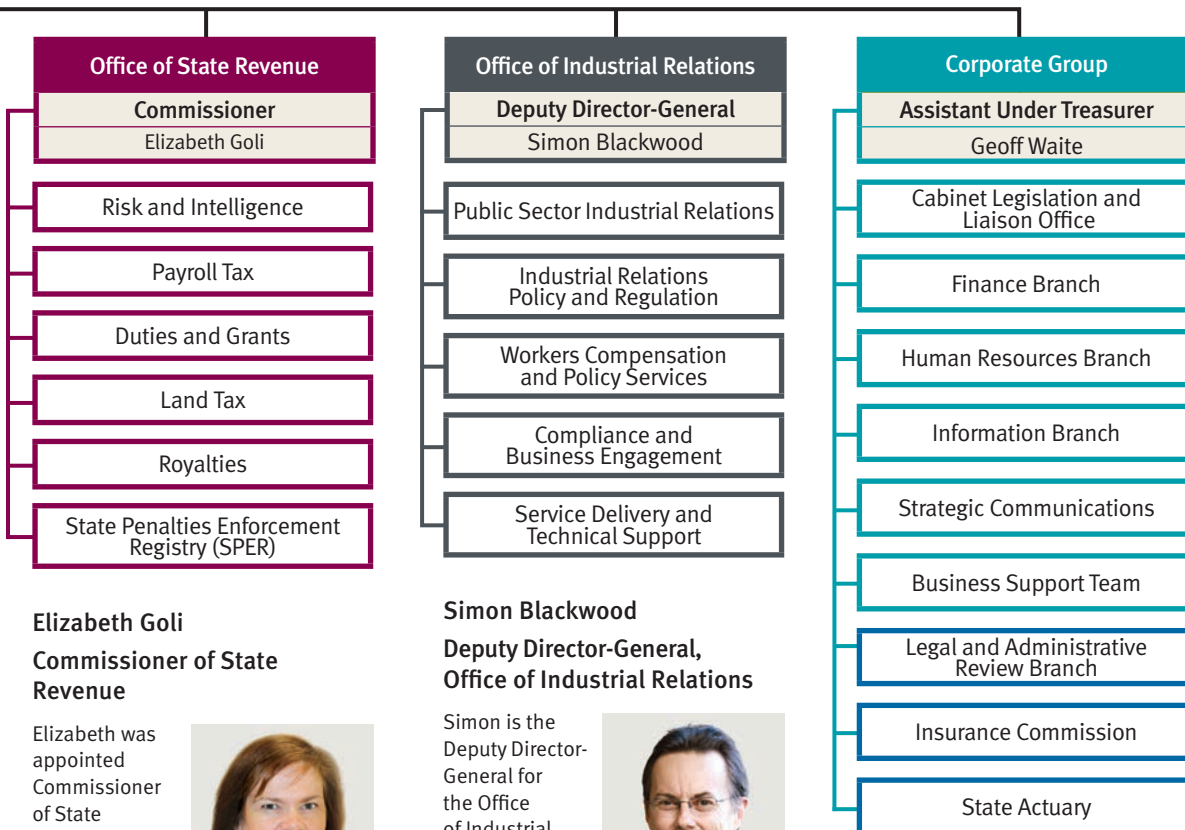 Office of State Revenue
Commissioner
Elizabeth Goli
Risk and Intelligence
Payroll Tax
Duties and Grants
Land Tax
Royalties
State Penalties Enforcement
Registry (SPER)
Elizabeth Goli
Commissioner of State
Revenue
Elizabeth was
appointed
Commissioner
of State
Office of Industrial Relations
Deputy Director-General
Simon Blackwood
Public Sector Industrial Relations
Industrial Relations
Policy and Regulation
Workers Compensation
and Policy Services
Compliance and
Business Engagement
Service Delivery and
Technical Support
Simon Blackwood
Deputy Director-General,
Office of Industrial Relations
Simon is the
Deputy Director-
General for
the Office
of Industrial
Corporate Group
Assistant Under Treasurer
Geoff Waite
Cabinet Legislation and
Liaison Office
Finance Branch
Human Resources Branch
Information Branch
Strategic Communications
Business Support Team
Legal and Administrative
Review Branch
Insurance Commission
State Actuary